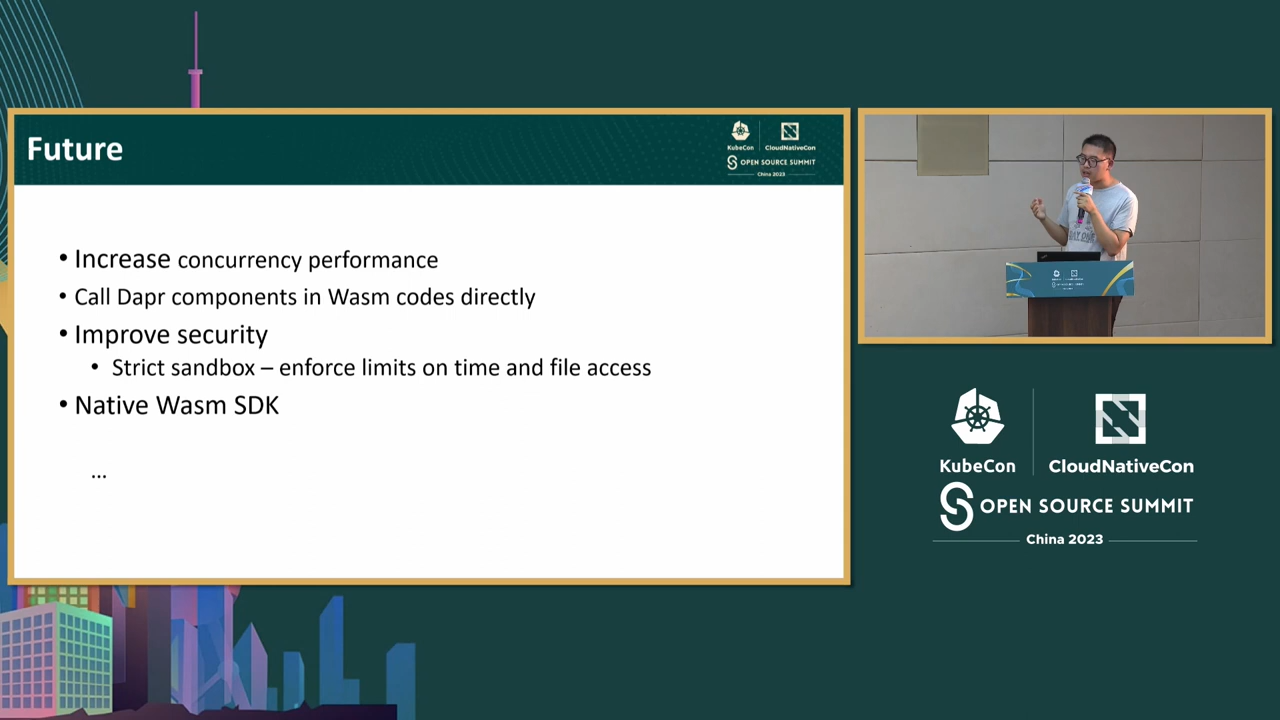 Future
KubeCon
CloudNativeCon
OPEN SOURCE SUMMIT
China 2023
• Increase concurrency performance
• Call Dapr components in Wasm codes directly
• Improve security
• Strict sandbox – enforce limits on time and file access
• Native Wasm SDK
...
KubeCon
CloudNativeCon
OPEN SOURCE SUMMIT
China 2023